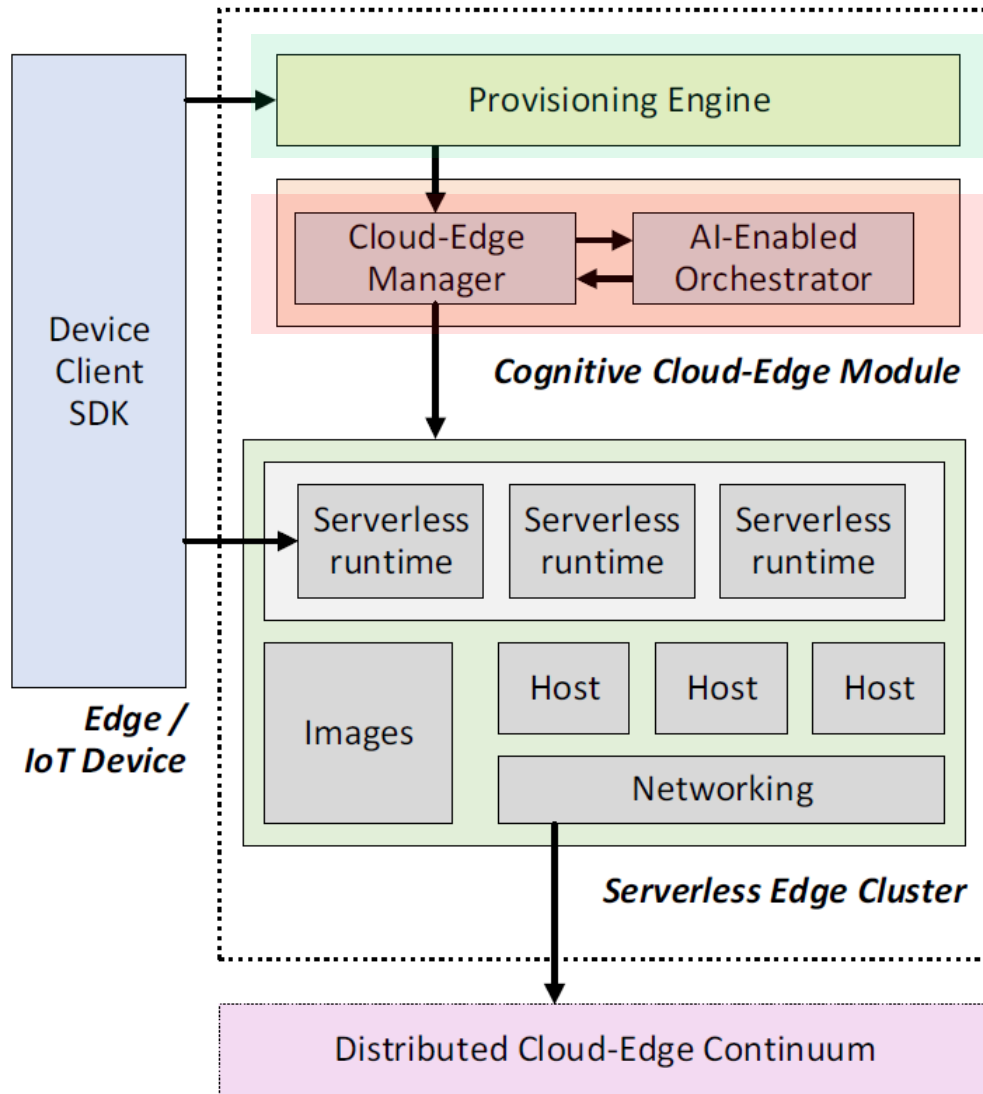 Provisioning Engine
Cloud-Edge
Manager
AI-Enabled
Orchestrator
Device
Client
SDK
Cognitive Cloud-Edge Module
Serverless
runtime
Serverless
runtime
Serverless
runtime
Edge /
IoT Device
Images
Host
Host
Host
Networking
Serverless Edge Cluster
Distributed Cloud-Edge Continuum